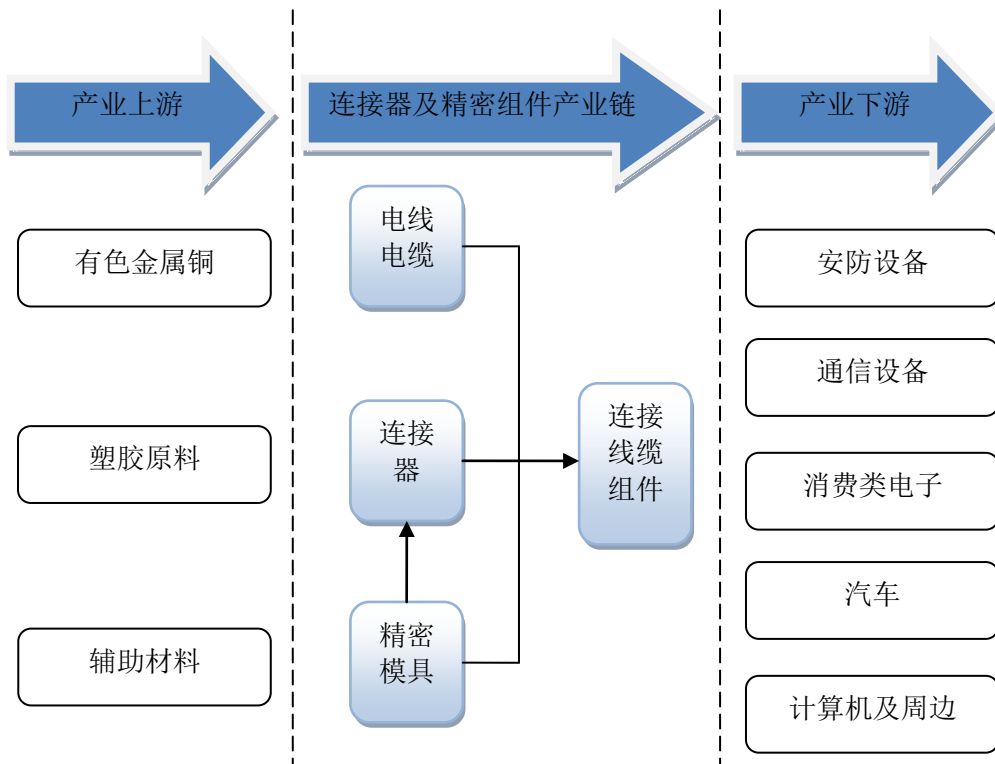 产业上游
连接器及精密组件产业链
产业下游
有色金属铜
塑胶原料
辅助材料
电线
电缆
连接
器
精密
模具
连接
线缆
组件
安防设备
通信设备
消费类电子
汽车
计算机及周边